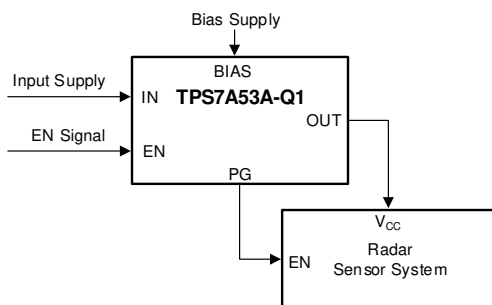 Bias Supply
BIAS
TPS7A53A-Q1
Input Supply
IN
OUT
EN Signal
EN
PG
VCC
EN
Radar
Sensor System